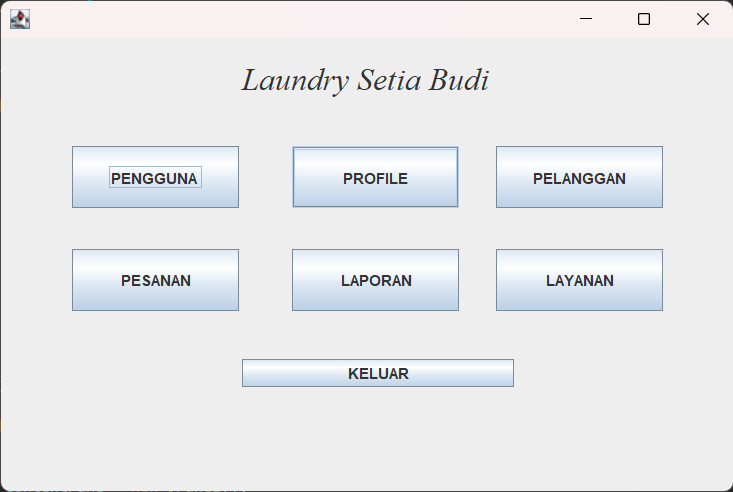 Laundry Setia Budi
PENGGUNA
PROFILE
PELANGGAN
PESANAN
LAPORAN
LAYANAN
KELUAR